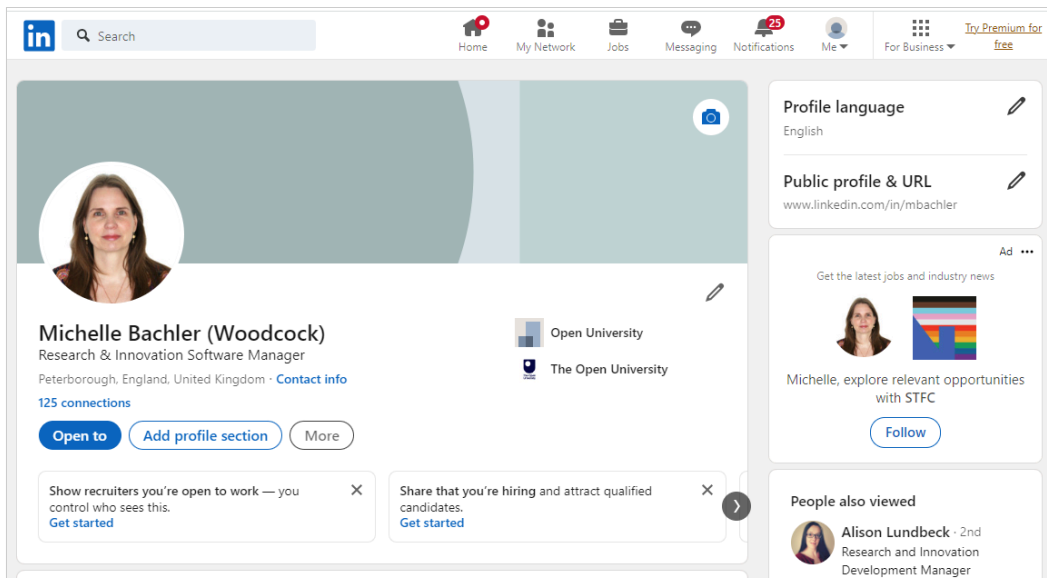 in
Search
Home
My Network
Jobs
Messaging
25
Notifications
Me
For Business
Try Premium for
free
Michelle Bachler (Woodcock)
Research & Innovation Software Manager
Peterborough, England, United Kingdom · Contact info
125 connections
Open to
Add profile section
More
Open University
The Open University
Show recruiters you're open to work — you
control who sees this.
Get started
Share that you're hiring and attract qualified
candidates.
Get started
Profile language
English
Public profile & URL
www.linkedin.com/in/mbachler
Ad
Get the latest jobs and industry news
Michelle, explore relevant opportunities
with STFC
Follow
People also viewed
Alison Lundbeck · 2nd
Research and Innovation
Development Manager